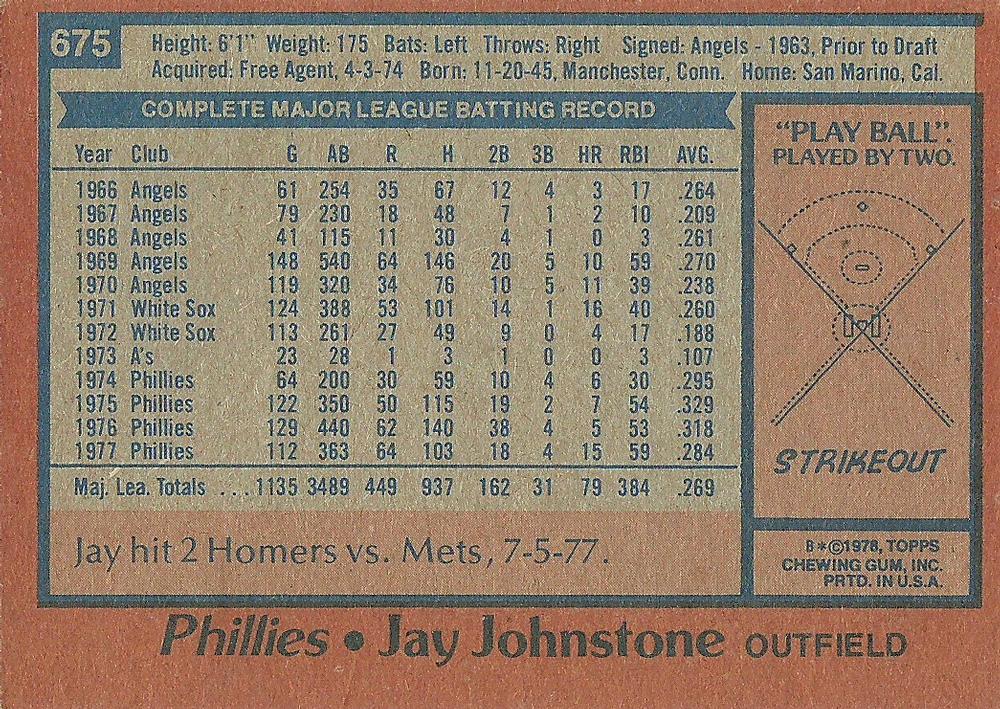 675
Height: 6'1" Weight: 175 Bats: Left Throws: Right Signed: Angels - 1963, Prior to Draft
Acquired: Free Agent, 4-3-74 Born: 11-20-45, Manchester, Conn. Home: San Marino, Cal.
COMPLETE MAJOR LEAGUE BATTING RECORD
Year Club G AB R H 2B 3B HR RBI AVG.
1966 Angels 61 254 35 67 12 4 3 17 .264
1967 Angels 79 230 18 48 7 1 2 10 .209
1968 Angels 41 115 11 30 4 1 0 3 .261
1969 Angels 148 540 64 146 20 5 10 59 .270
1970 Angels 119 320 34 76 10 5 11 39 .238
1971 White Sox 124 388 53 101 14 1 16 40 .260
1972 White Sox 113 261 27 49 9 0 4 17 .188
1973 A's 23 28 1 3 1 0 0 3 .107
1974 Phillies 64 200 30 59 10 4 6 30 .295
1975 Phillies 122 350 50 115 19 2 7 54 .329
1976 Phillies 129 440 62 140 38 4 5 53 .318
1977 Phillies 112 363 64 103 18 4 15 59 .284
Maj. Lea. Totals ...1135 3489 449 937 162 31 79 384 .269
Jay hit 2 Homers vs. Mets, 7-5-77.
"PLAY BALL".
PLAYED BY TWO.
STRIKEOUT
B*©1978, TOPPS
CHEWING GUM, INC.
PRTD. IN U.S.A.
Phillies • Jay Johnstone OUTFIELD